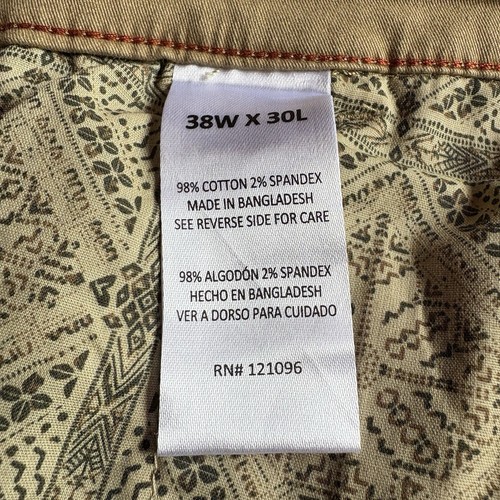 38W X 30L
98% COTTON 2% SPANDEX
MADE IN BANGLADESH
SEE REVERSE SIDE FOR CARE
98% ALGODÓN 2% SPANDEX
HECHO EN BANGLADESH
VER A DORSO PARA CUIDADO
RN# 121096